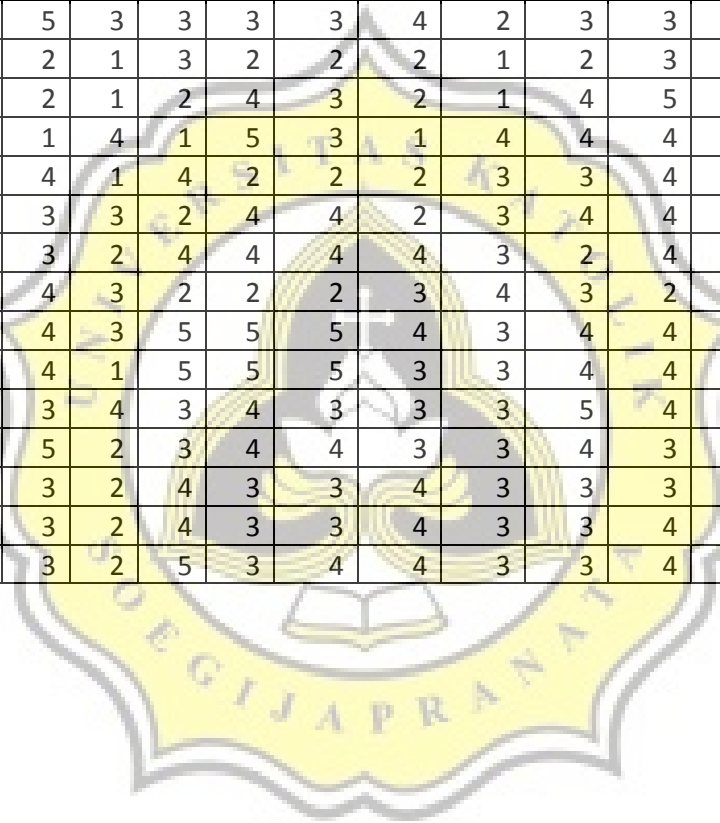 5 3 3 3 3 4 2 3 3
2 1 3 2 2 2 1 2 3
2 1 2 4 3 2 1 4 5
1 4 1 5 3 1 4 4 4
4 1 4 2 2 2 3 3 4
3 3 2 4 4 2 3 4 4
3 2 4 4 4 4 3 2 4
4 3 2 2 2 3 4 3 2
4 3 5 5 5 4 3 4 4
4 1 5 5 5 3 3 4 4
3 4 3 4 3 3 3 5 4
5 2 3 4 4 3 3 4 3
3 2 4 3 3 4 3 3 3
3 2 4 3 3 4 3 3 4
3 2 5 3 4 4 3 3 4
UNIVERSITAS KATOLIK
SOEGIJAPRANATA